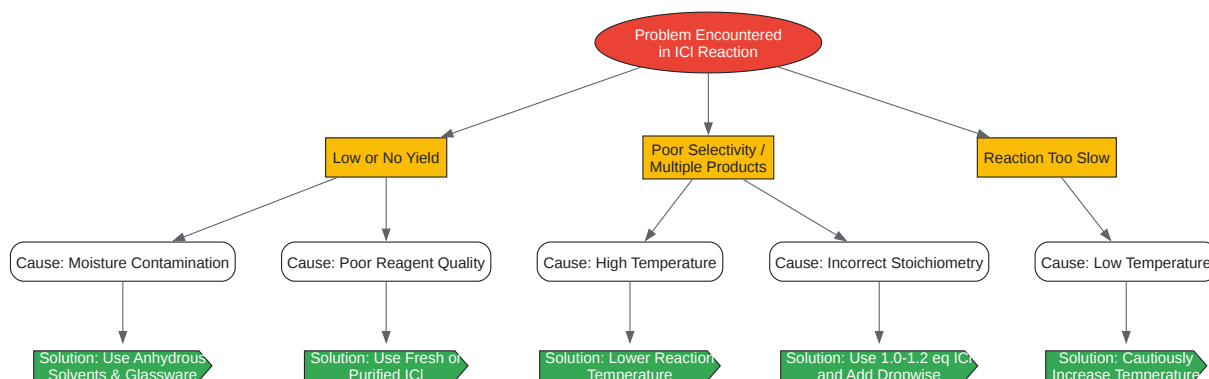 Problem Encountered
in ICl Reaction
Low or No Yield
Poor Selectivity /
Multiple Products
Reaction Too Slow
Cause: Moisture Contamination
Cause: Poor Reagent Quality
Cause: High Temperature
Cause: Incorrect Stoichiometry
Cause: Low Temperature
Solution: Use Anhydrous
Solvents & Glassware
Solution: Use Fresh or
Purified ICl
Solution: Lower Reaction
Temperature
Solution: Use 1.0-1.2 eq ICl
and Add Dropwise
Solution: Cautiously
Increase Temperature